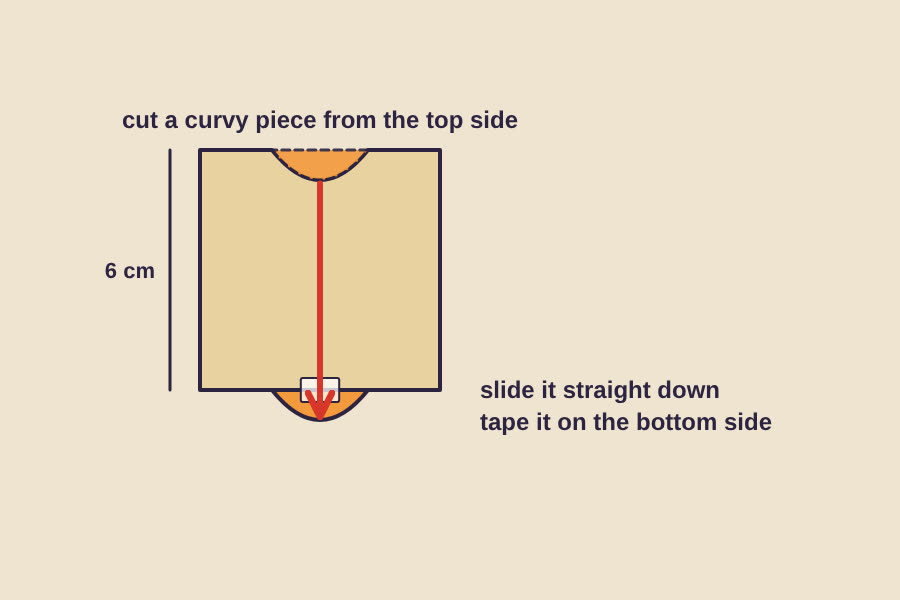 cut a curvy piece from the top side
6 cm
slide it straight down
tape it on the bottom side